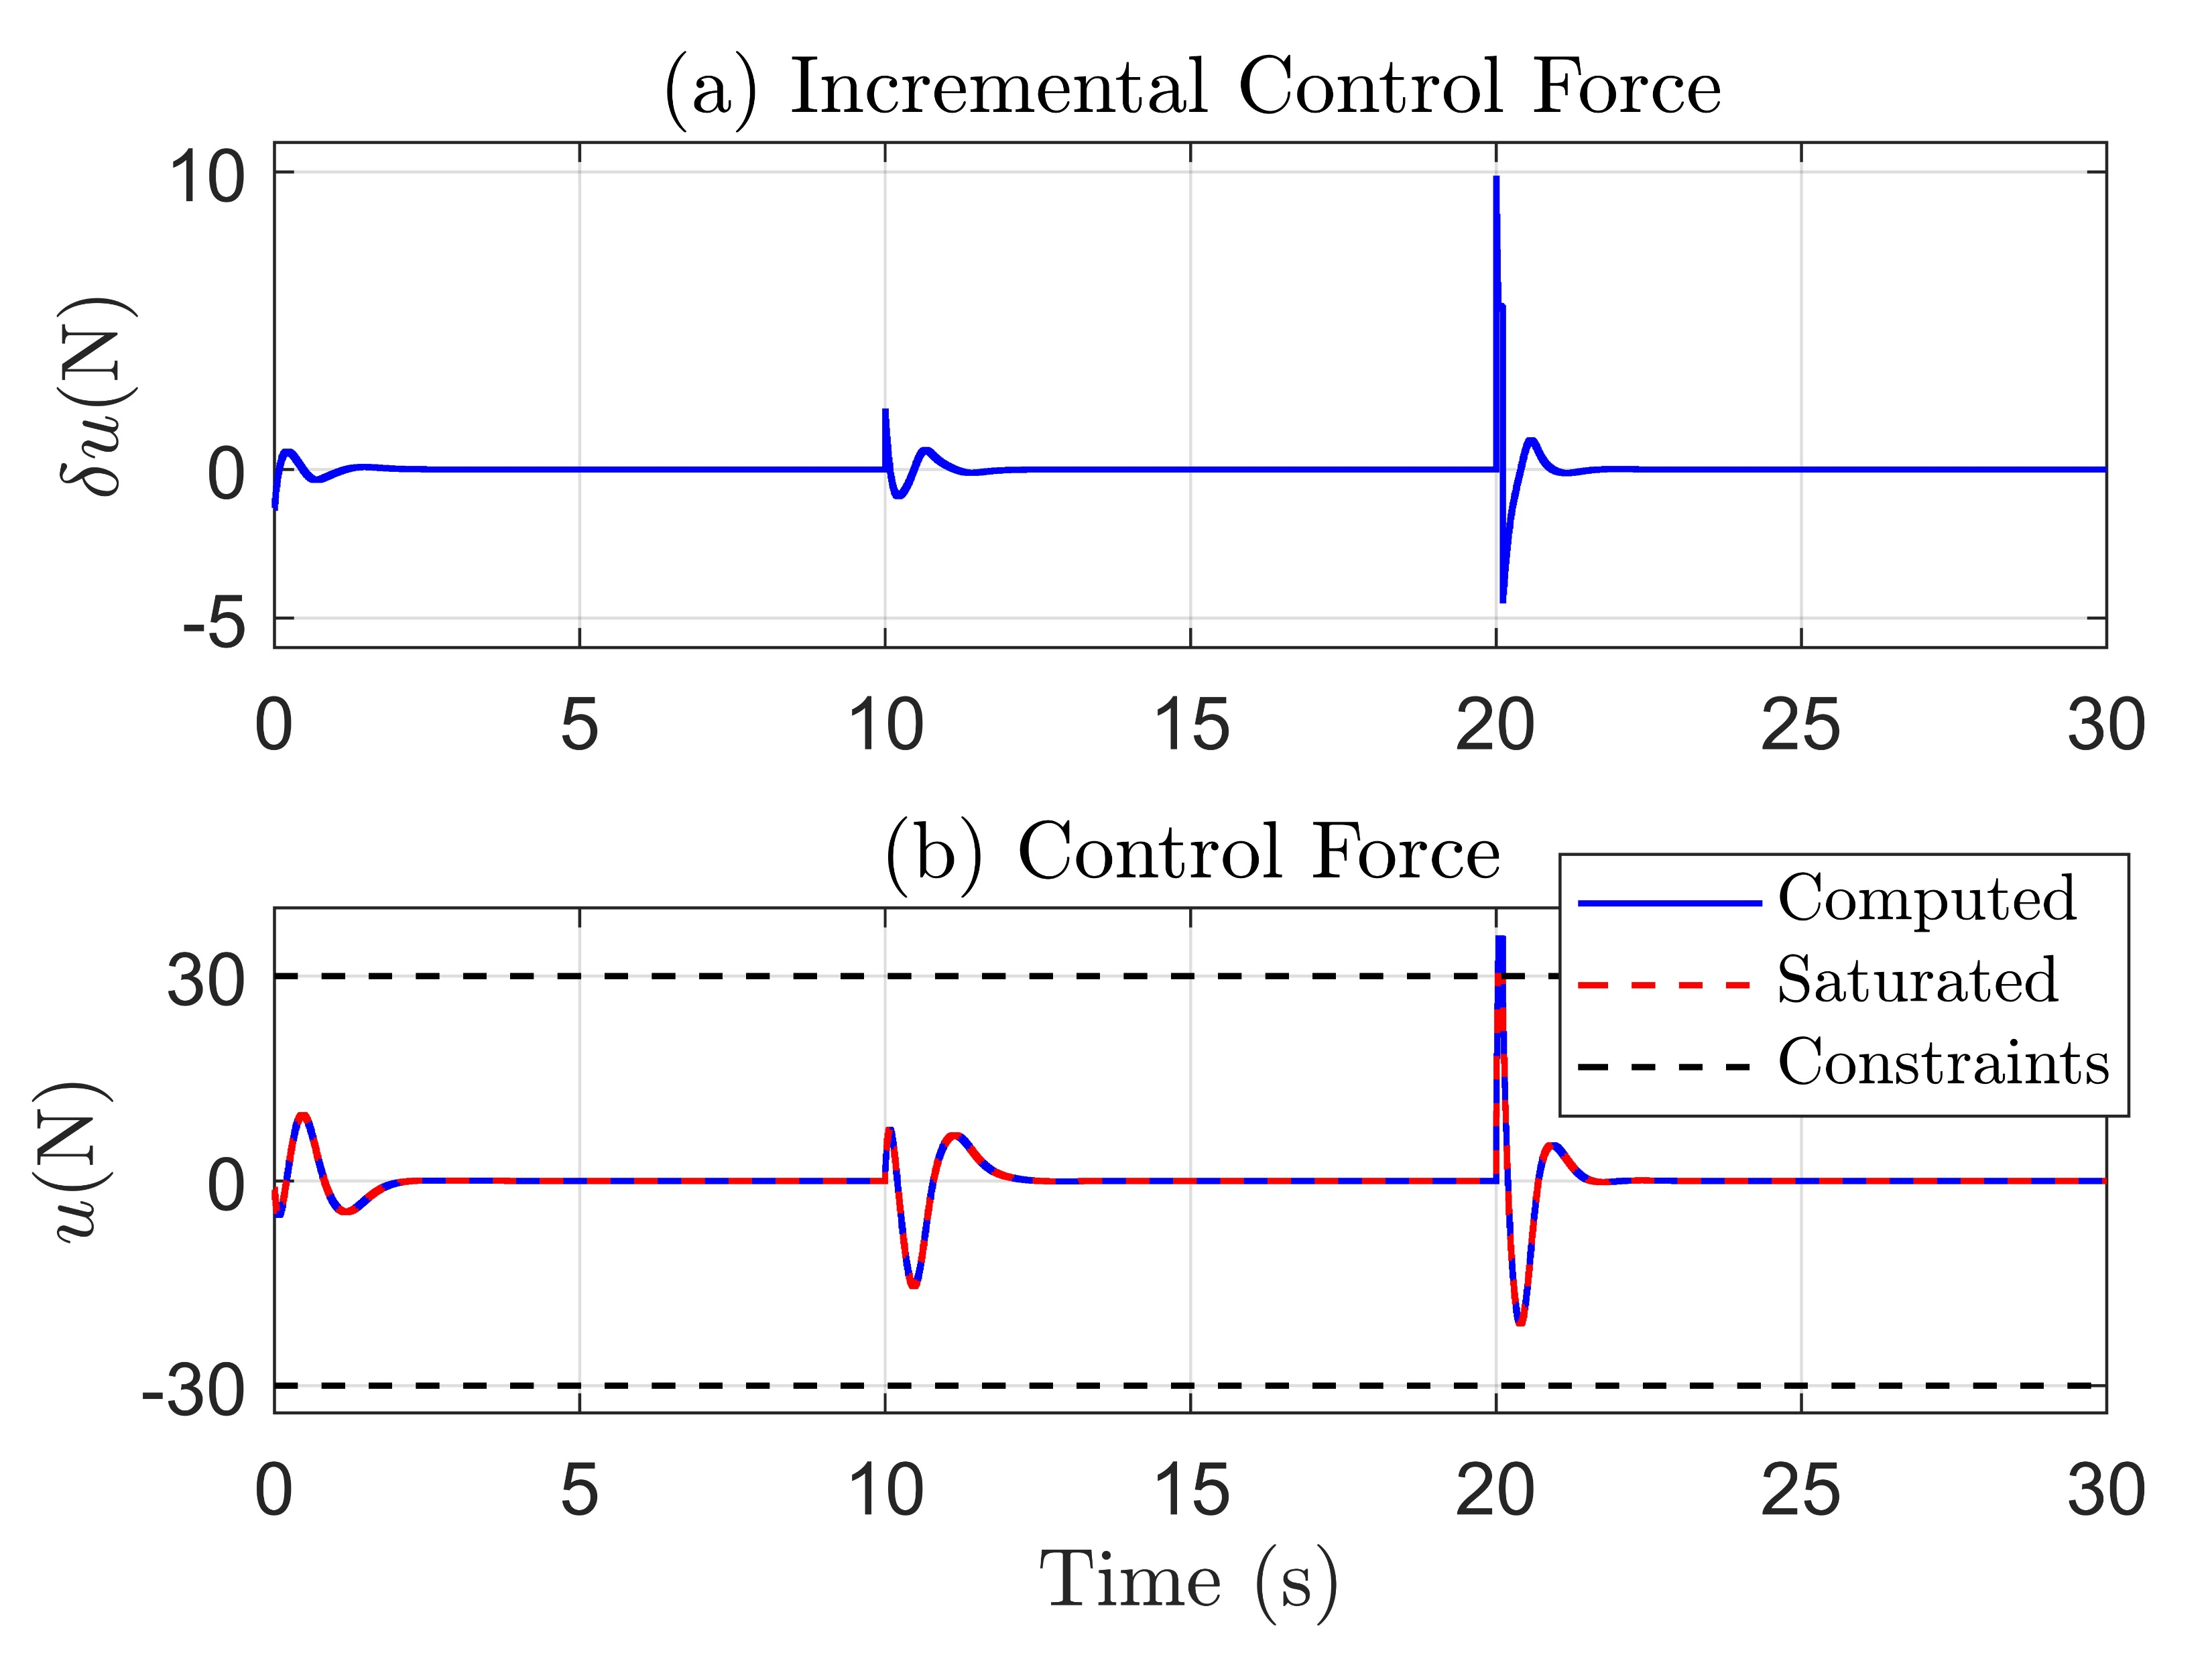 (a) Incremental Control Force
10
0
-5
δu(N)
0 5 10 15 20 25 30
(b) Control Force
Computed
Saturated
Constraints
30
0
-30
u(N)
0 5 10 15 20 25 30
Time (s)